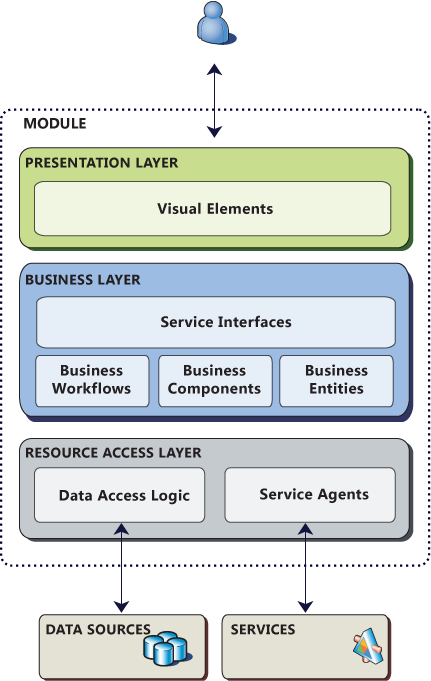 MODULE
PRESENTATION LAYER
Visual Elements
BUSINESS LAYER
Service Interfaces
Business
Workflows
Business
Components
Business
Entities
RESOURCE ACCESS LAYER
Data Access Logic
Service Agents
DATA SOURCES
SERVICES